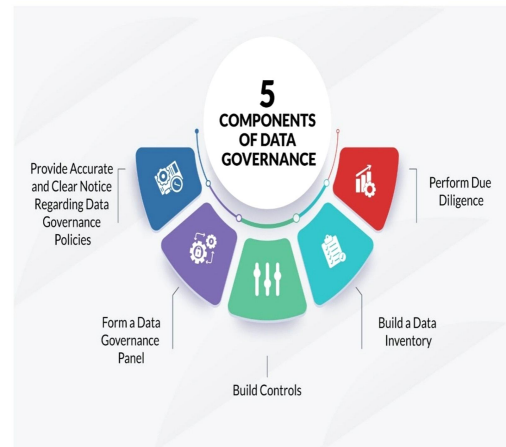 5
COMPONENTS
OF DATA
GOVERNANCE
Provide Accurate
and Clear Notice
Regarding Data
Governance
Policies
Form a Data
Governance
Panel
Build Controls
Build a Data
Inventory
Perform Due
Diligence